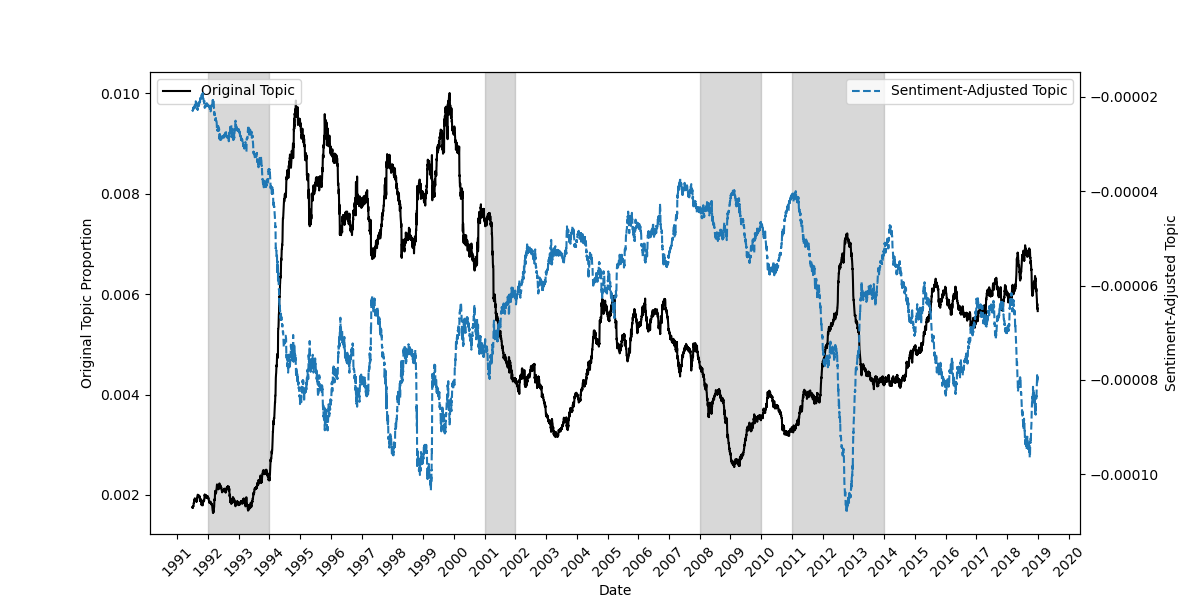 Original Topic
Sentiment-Adjusted Topic
Original Topic Proportion
0.010
0.008
0.006
0.004
0.002
−0.00002
−0.00004
−0.00006
−0.00008
−0.00010
Sentiment-Adjusted Topic
1991 1992 1993 1994 1995 1996 1997 1998 1999 2000 2001 2002 2003 2004 2005 2006 2007 2008 2009 2010 2011 2012 2013 2014 2015 2016 2017 2018 2019 2020
Date